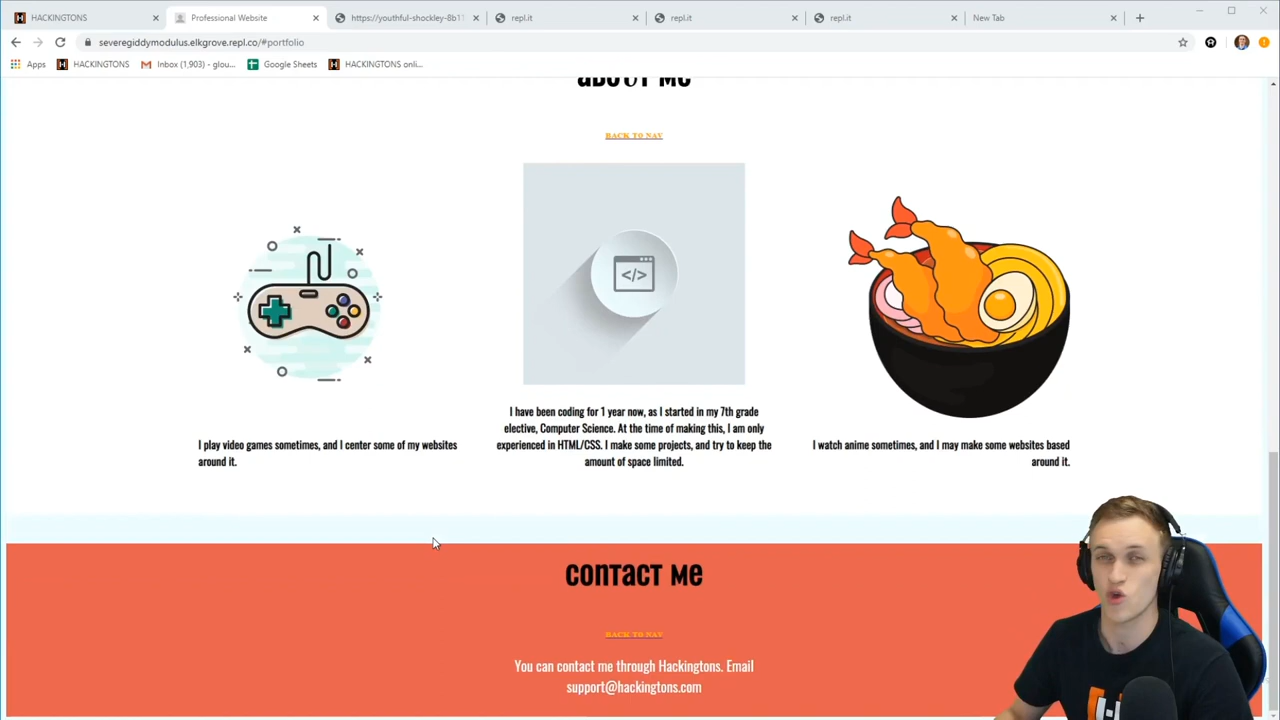 HACKINGTONS
Professional Website
https://youthful-shockley-8b11
repl.it
repl.it
repl.it
New Tab
severegiddymodulus.elkgrove.repl.co/#portfolio
Apps
HACKINGTONS
Inbox (1,903) - glou...
Google Sheets
HACKINGTONS onli...
ABOUT ME
BACK TO NAV
</>
I play video games sometimes, and I center some of my websites
around it.
I have been coding for 1 year now, as I started in my 7th grade
elective, Computer Science. At the time of making this, I am only
experienced in HTML/CSS. I make some projects, and try to keep the
amount of space limited.
I watch anime sometimes, and I may make some websites based
around it.
CONTACT ME
BACK TO NAV
You can contact me through Hackingtons. Email
support@hackingtons.com